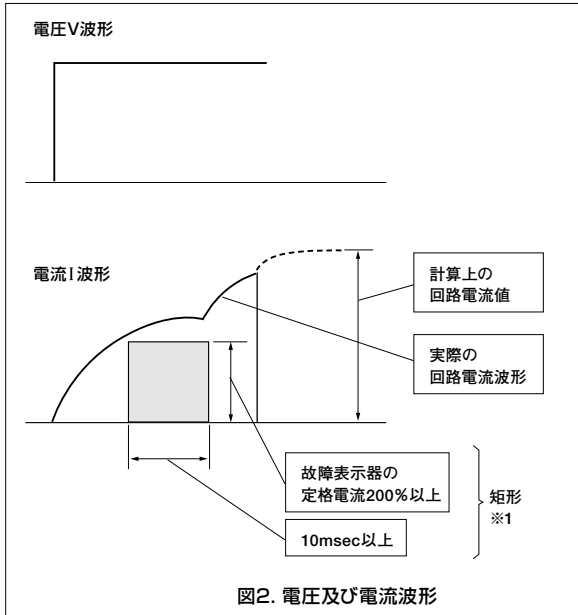 電圧V波形
電流I波形
計算上の
回路電流値
実際の
回路電流波形
故障表示器の
定格電流200%以上
10msec以上
矩形
※1
図2. 電圧及び電流波形